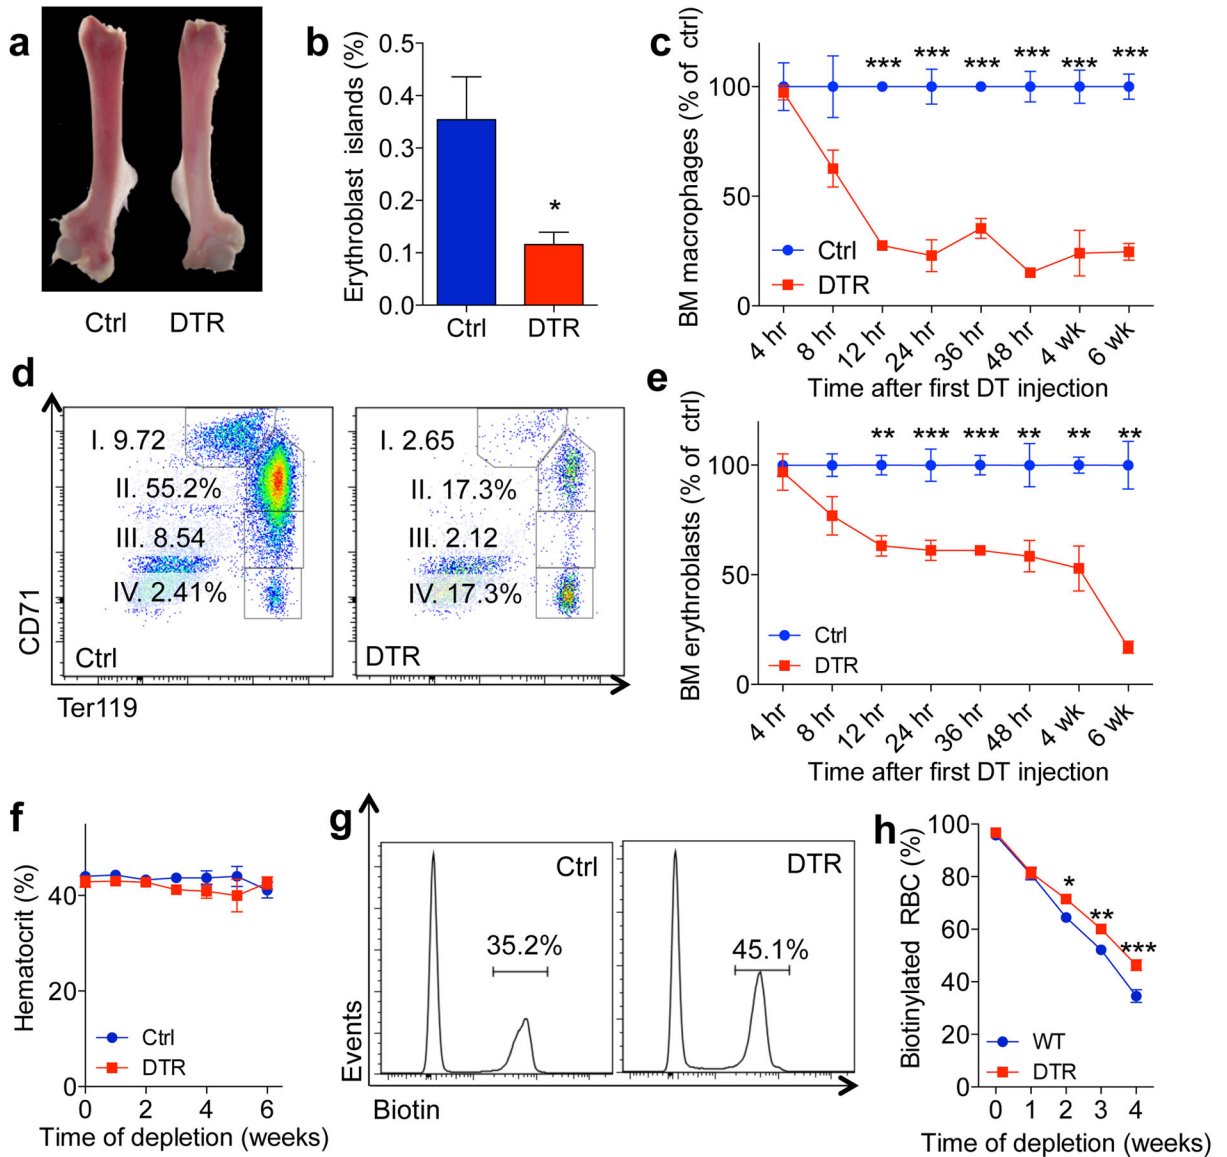 a
Ctrl DTR
b
Erythroblast islands (%)
0.5
0.4
0.3
0.2
0.1
0.0
*
Ctrl DTR
c
BM macrophages (% of ctrl)
100
50
0
*** *** *** *** *** ***
Ctrl
DTR
4 hr 8 hr 12 hr 24 hr 36 hr 48 hr 4 wk 6 wk
Time after first DT injection
d
CD71
I. 9.72
II. 55.2%
III. 8.54
IV. 2.41%
Ctrl
I. 2.65
II. 17.3%
III. 2.12
IV. 17.3%
DTR
Ter119
e
BM erythroblasts (% of ctrl)
100
50
0
** *** *** ** ** **
Ctrl
DTR
4 hr 8 hr 12 hr 24 hr 36 hr 48 hr 4 wk 6 wk
Time after first DT injection
f
Hematocrit (%)
40
20
0
Ctrl
DTR
0 2 4 6
Time of depletion (weeks)
g
Events
Ctrl
35.2%
DTR
45.1%
Biotin
h
Biotinylated RBC (%)
100
80
60
40
20
0
* ** ***
WT
DTR
0 1 2 3 4
Time of depletion (weeks)